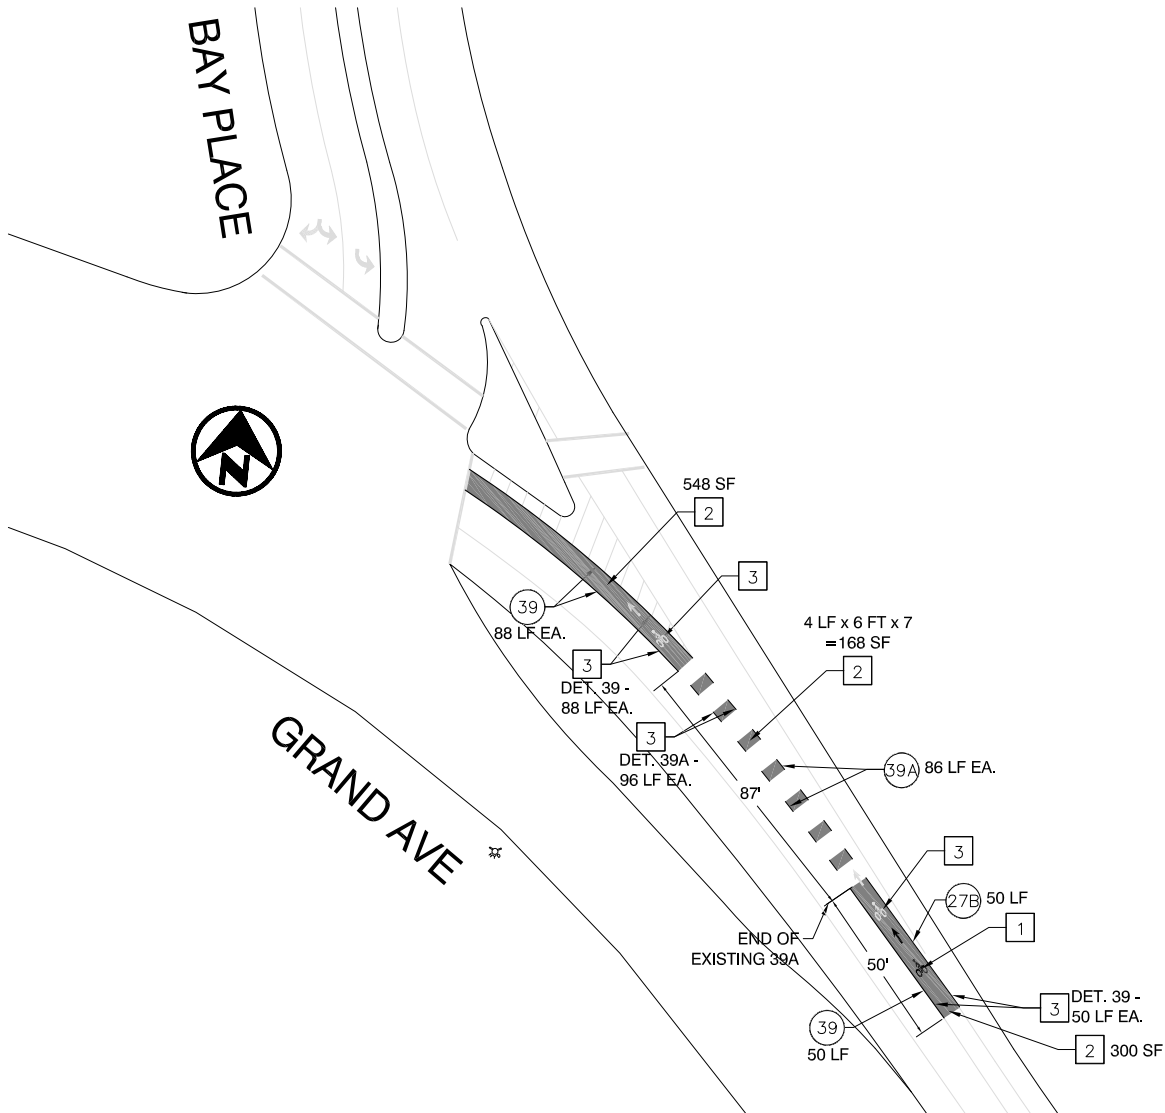 BAY PLACE
N
548 SF
2
3
39
88 LF EA.
4 LF x 6 FT x 7
=168 SF
2
3
DET. 39 -
88 LF EA.
3
DET. 39A -
96 LF EA.
39A 86 LF EA.
87'
GRAND AVE
3
27B 50 LF
1
END OF
EXISTING 39A
50'
3 DET. 39 -
50 LF EA.
39
50 LF
2 300 SF